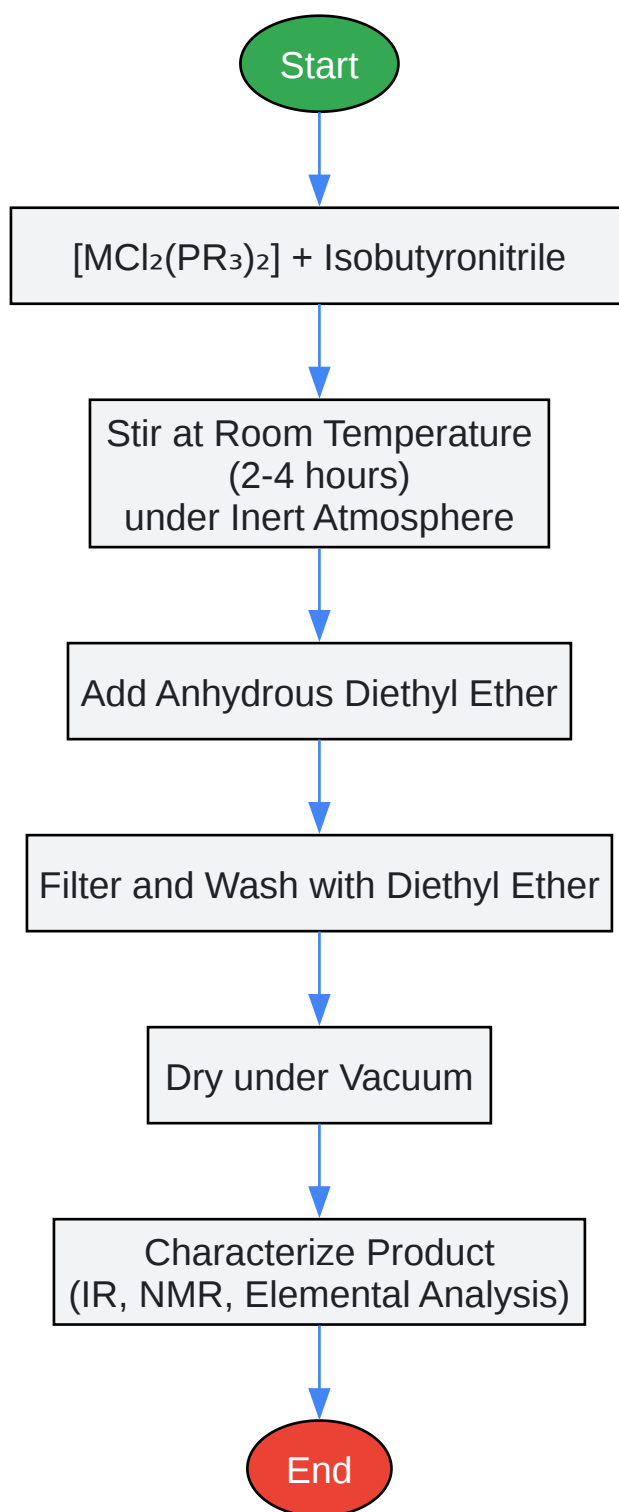 Start
[MCl₂(PR₃)₂] + Isobutyronitrile
Stir at Room Temperature
(2-4 hours)
under Inert Atmosphere
Add Anhydrous Diethyl Ether
Filter and Wash with Diethyl Ether
Dry under Vacuum
Characterize Product
(IR, NMR, Elemental Analysis)
End